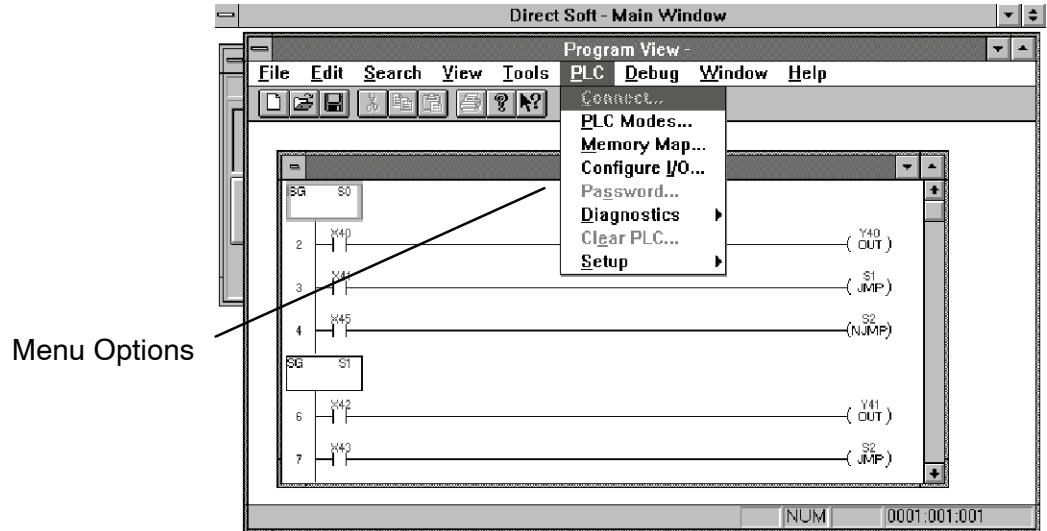 Direct Soft - Main Window
Program View -
File Edit Search View Tools PLC Debug Window Help
Connect...
PLC Modes...
Memory Map...
Configure I/O...
Password...
Diagnostics
Clear PLC...
Setup
SG S0
2 X40 Y40 OUT
3 X41 S1 JMP
4 X45 S2 NJMP
Menu Options
SG S1
6 X42 Y41 OUT
7 X43 S2 JMP
NUM 0001:001:001